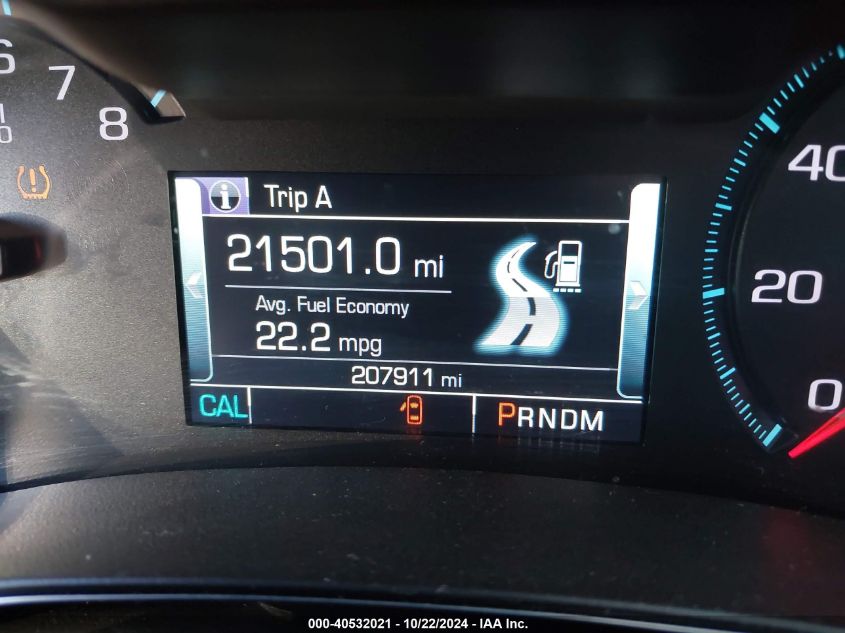 6
7
8
Trip A
21501.0 mi
Avg. Fuel Economy
22.2 mpg
207911 mi
CAL
PRNDM
40
20
0
000-40532021 - 10/22/2024 - IAA Inc.